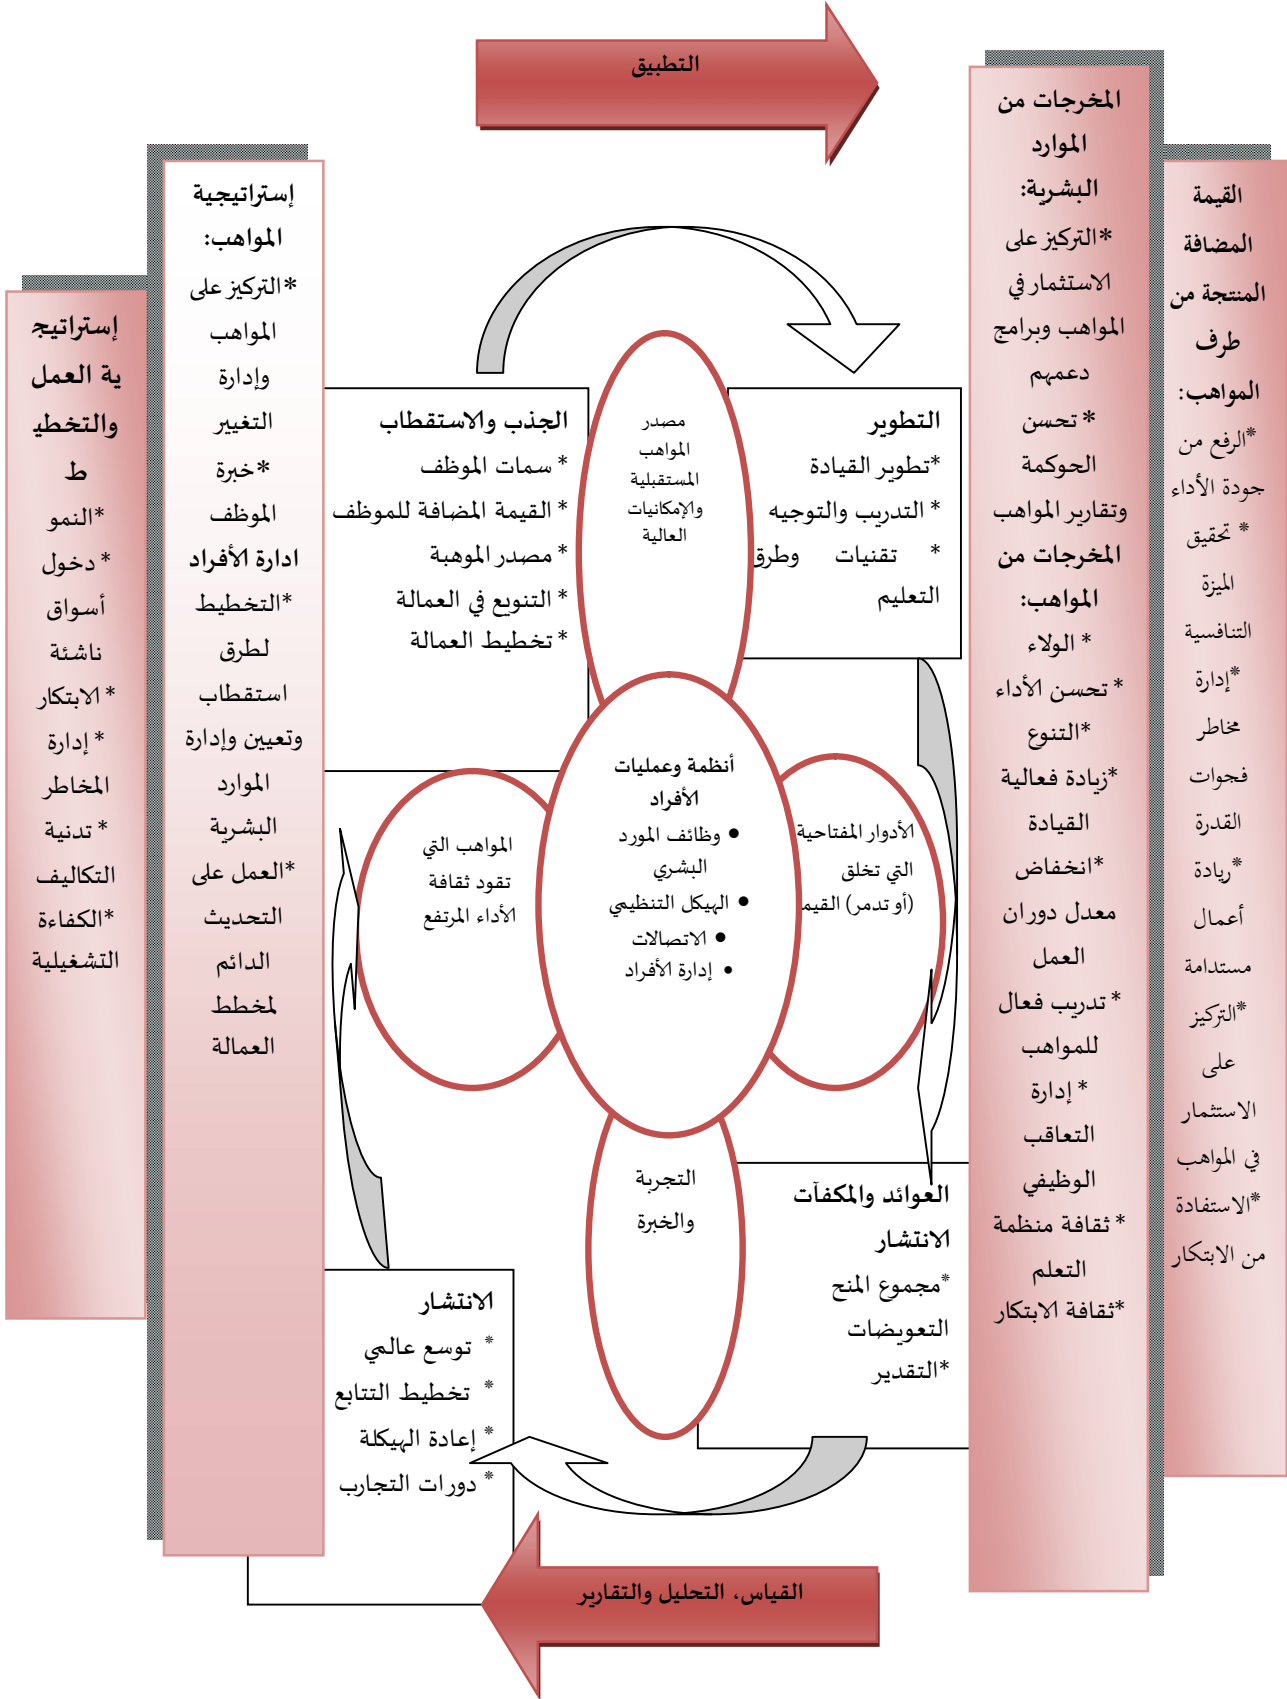 التطبيق
المخرجات من
الموارد
البشرية:
*التركيز على
الاستثمار في
المواهب وبرامج
دعمهم
* تحسن
الحوكمة
وتقارير المواهب
المخرجات من
المواهب:
* الولاء
* تحسن الأداء
*التنوع
*زيادة فعالية
القيادة
*انخفاض
معدل دوران
العمل
* تدريب فعال
للمواهب
* إدارة
التعاقب
الوظيفي
* ثقافة منظمة
التعلم
*ثقافة الابتكار
القيمة
المضافة
المنتجة من
طرف
المواهب:
*الرفع من
جودة الأداء
* تحقيق
الميزة
التنافسية
*إدارة
مخاطر
فجوات
القدرة
*ريادة
أعمال
مستدامة
*التركيز
على
الاستثمار
في المواهب
*الاستفادة
من الابتكار
إستراتيجية
المواهب:
*التركيز على
المواهب
وإدارة
التغيير
*خبرة
الموظف
ادارة الأفراد
*التخطيط
لطرق
استقطاب
وتعيين وإدارة
الموارد
البشرية
*العمل على
التحديث
الدائم
لمخطط
العمالة
إستراتيج
ية العمل
والتخطي
ط
*النمو
* دخول
أسواق
ناشئة
* الابتكار
* إدارة
المخاطر
* تدنية
التكاليف
*الكفاءة
التشغيلية
التطوير
*تطوير القيادة
* التدريب والتوجيه
* تقنيات وطرق
التعليم
مصدر
المواهب
المستقبلية
والإمكانيات
العالية
الجذب والاستقطاب
* سمات الموظف
* القيمة المضافة للموظف
* مصدر الموهبة
* التنويع في العمالة
* تخطيط العمالة
الأدوار المفتاحية
التي تخلق
(أو تدمر) القيم
أنظمة وعمليات
الأفراد
• وظائف المورد
البشري
• الهيكل التنظيمي
• الاتصالات
• إدارة الأفراد
المواهب التي
تقود ثقافة
الأداء المرتفع
التجربة
والخبرة
العوائد والمكفآت
الانتشار
*مجموع المنح
التعويضات
*التقدير
الانتشار
* توسع عالمي
* تخطيط التتابع
* إعادة الهيكلة
* دورات التجارب
القياس، التحليل والتقارير